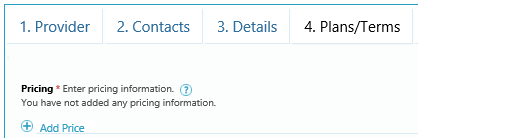 1. Provider 2. Contacts 3. Details 4. Plans/Terms
Pricing * Enter pricing information. ?
You have not added any pricing information.
Add Price